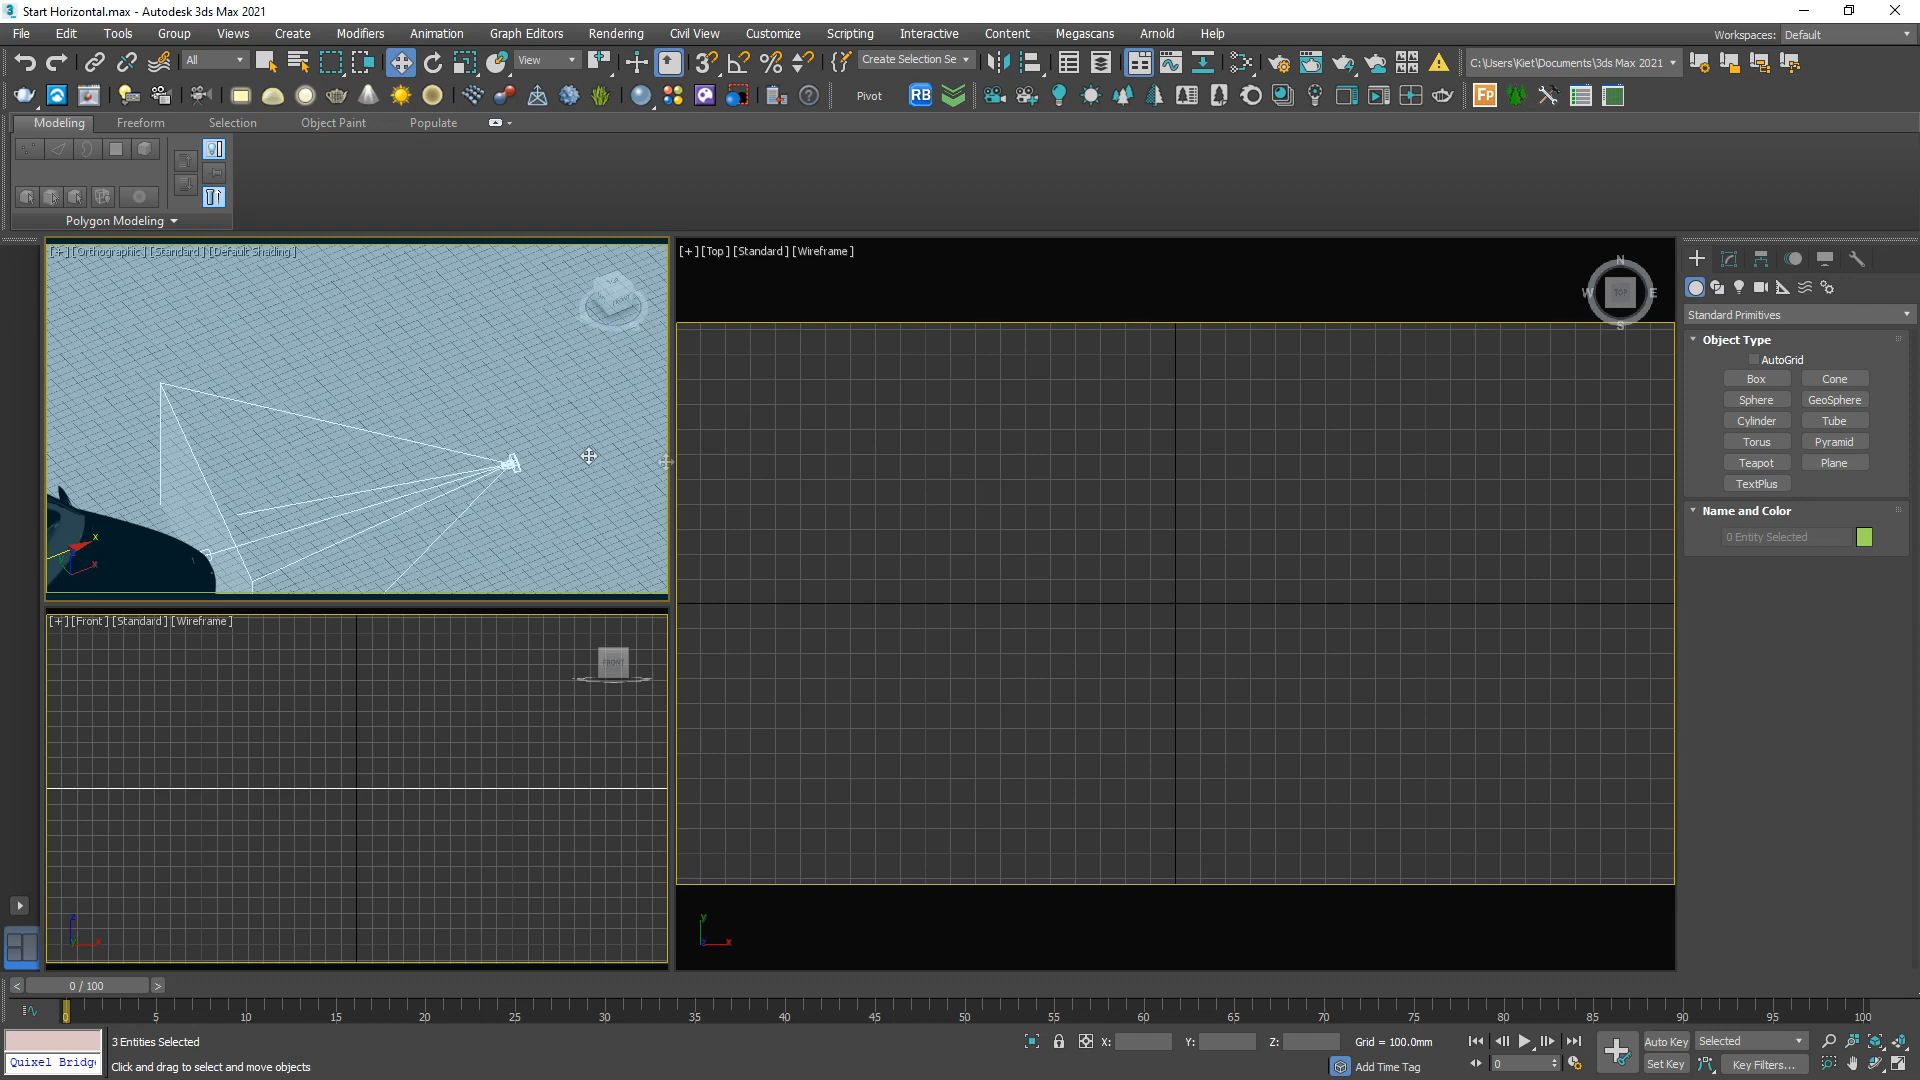 3 Start Horizontal.max - Autodesk 3ds Max 2021
File Edit Tools Group Views Create Modifiers Animation Graph Editors Rendering Civil View Customize Scripting Interactive Content Megascans Arnold Help Workspaces: Default
All View Create Selection Se C:\Users\Kiet\Documents\3ds Max 2021
Pivot RB Fp
Modeling Freeform Selection Object Paint Populate
Polygon Modeling
[+] [Orthographic] [Standard] [Default Shading]
FRONT
x
x
[+] [Top] [Standard] [Wireframe]
N
W TOP E
S
y
x
[+] [Front] [Standard] [Wireframe]
FRONT
z
y x
Standard Primitives
Object Type
AutoGrid
Box Cone
Sphere GeoSphere
Cylinder Tube
Torus Pyramid
Teapot Plane
TextPlus
Name and Color
0 Entity Selected
< 0 / 100 >
0 5 10 15 20 25 30 35 40 45 50 55 60 65 70 75 80 85 90 95 100
3 Entities Selected X: Y: Z: Grid = 100.0mm Auto Key Selected
Quixel Bridg Click and drag to select and move objects Add Time Tag 0 Set Key Key Filters...